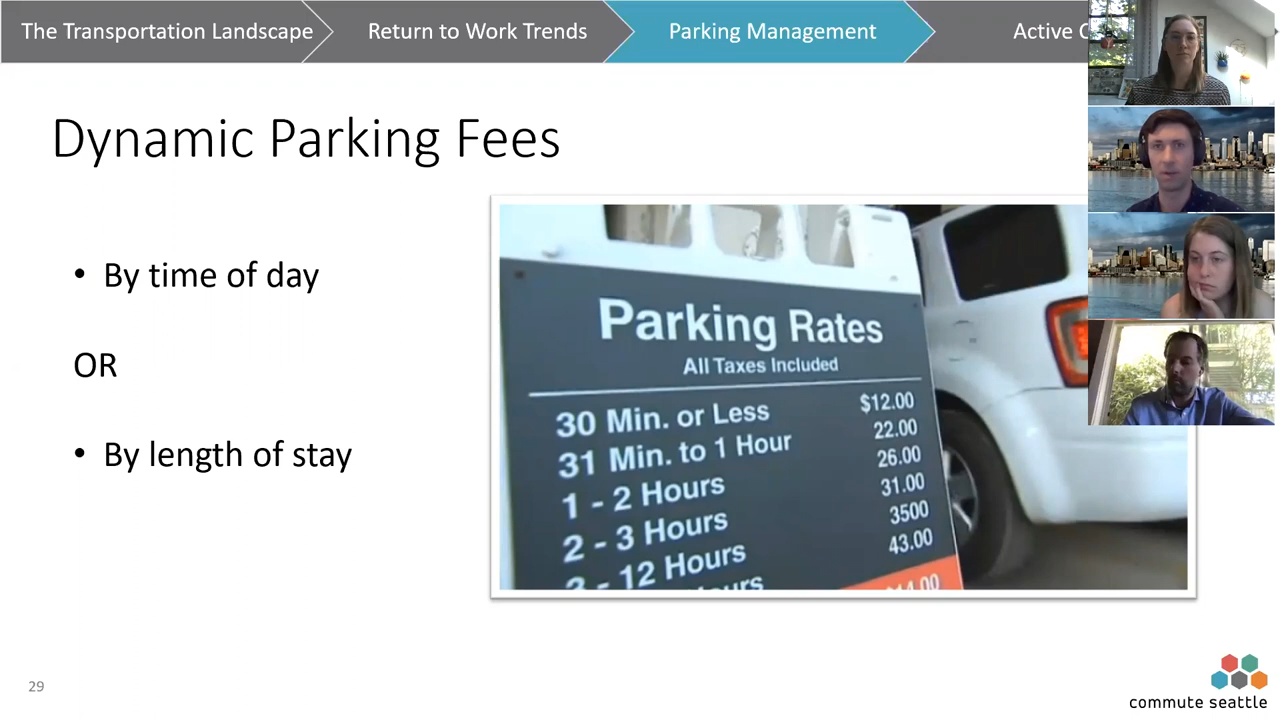 The Transportation Landscape
Return to Work Trends
Parking Management
Active C
Dynamic Parking Fees
• By time of day
OR
• By length of stay
Parking Rates
All Taxes Included
30 Min. or Less $12.00
31 Min. to 1 Hour 22.00
1 - 2 Hours 26.00
2 - 3 Hours 31.00
- 12 Hours 3500
Hours 43.00
14.00
29
commute seattle